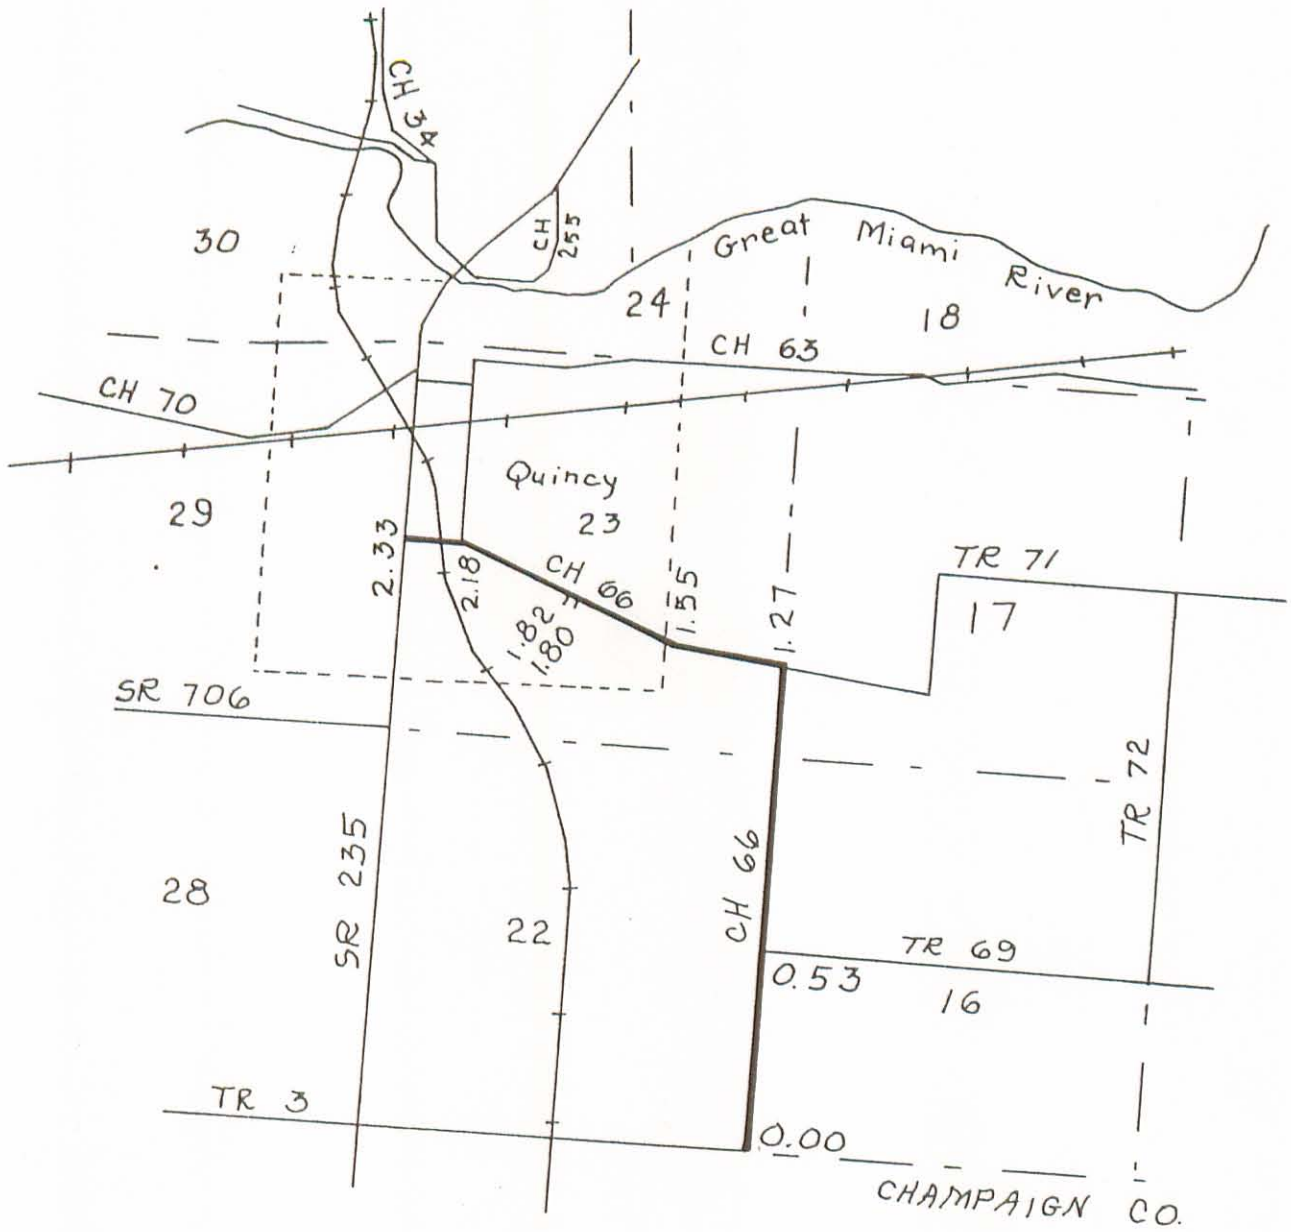 CH 34
CH
255
Great Miami
River
30
24
18
CH 63
CH 70
Quincy
23
29
2.33
2.18
CH 66
1.82
1.80
1.55
1.27
TR 71
17
SR 706
TR 72
SR 235
CH 66
28
22
TR 69
0.53
16
TR 3
0.00
CHAMPAIGN CO.